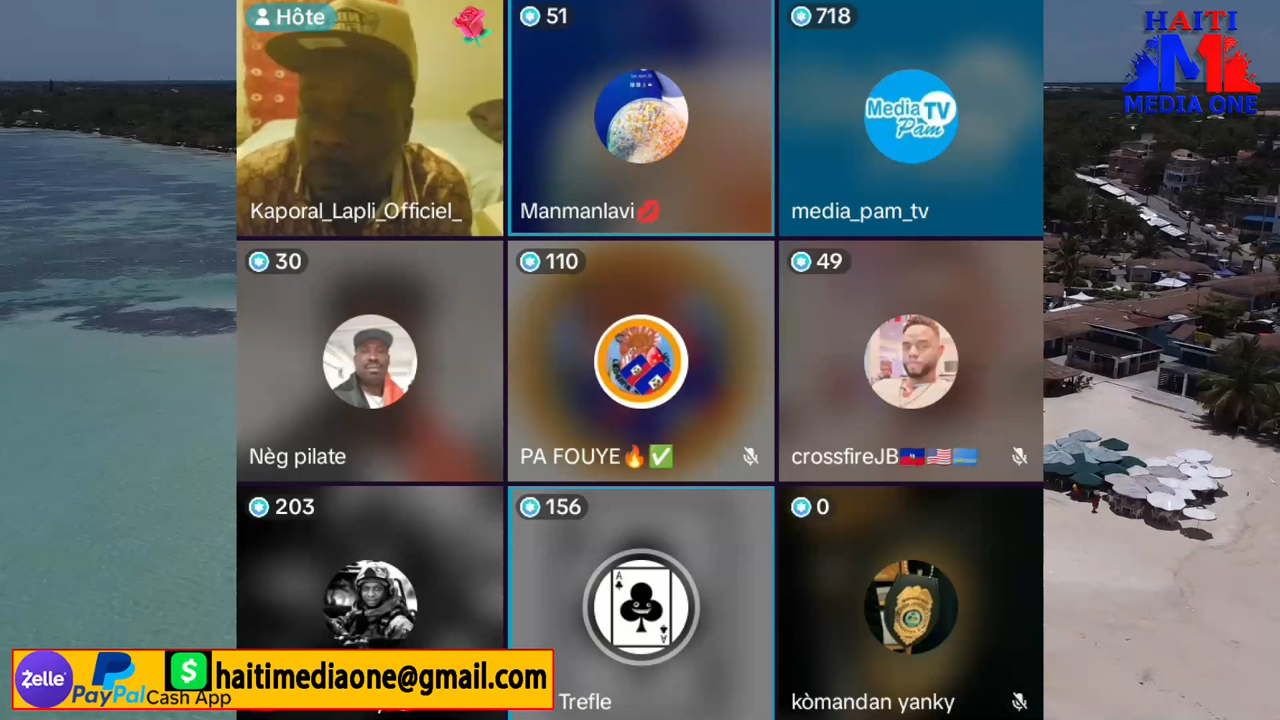 Hôte
51
718
HAITI
M
MEDIA ONE
Media TV
Pam
Kaporal_Lapli_Officiel_
Manmanlavi💋
media_pam_tv
30
110
49
Nèg pilate
PA FOUYE🔥✅
crossfireJB🇭🇹🇺🇸🇦🇼
203
156
0
A
A
Zelle
PayPal
$
Cash App
haitimediaone@gmail.com
Trefle
kòmandan yanky